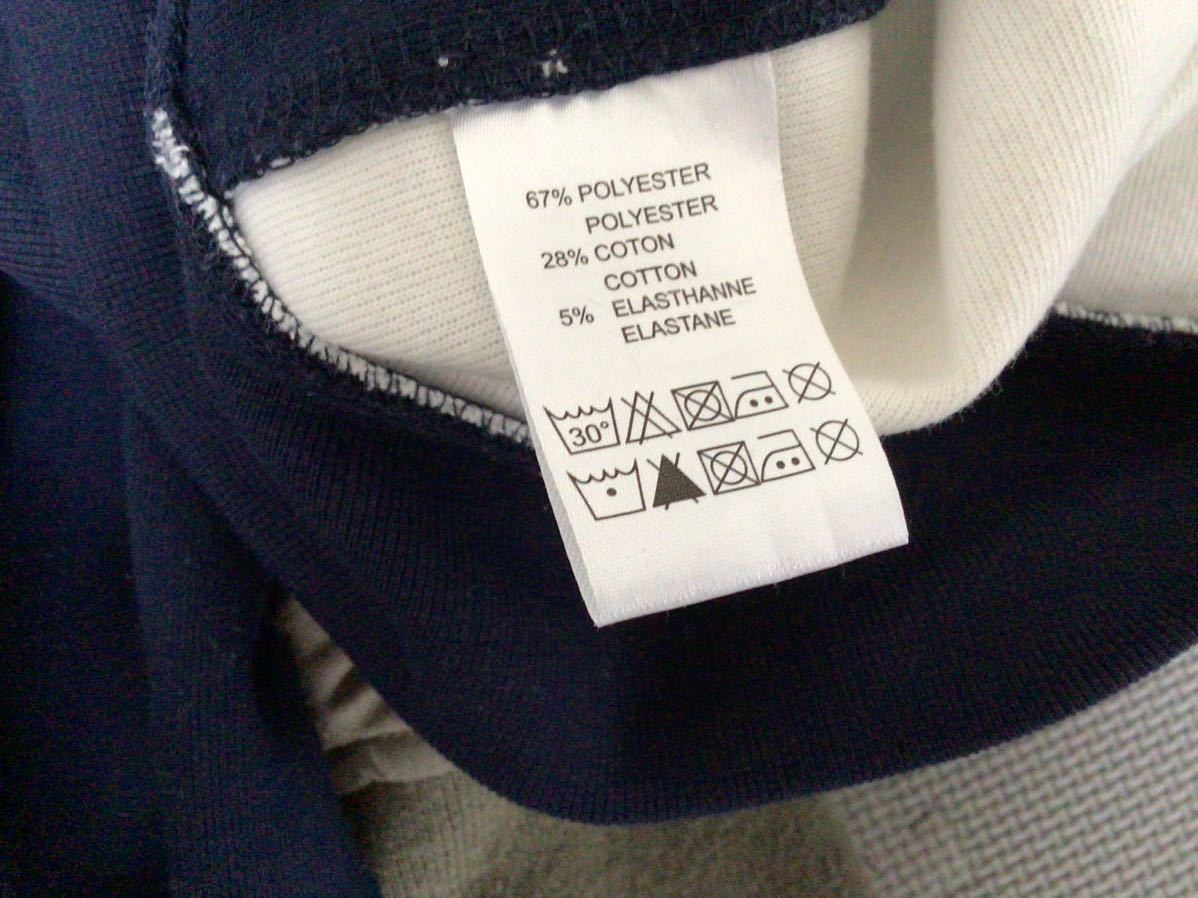 67% POLYESTER
POLYESTER
28% COTON
COTTON
5% ELASTHANNE
ELASTANE
30°